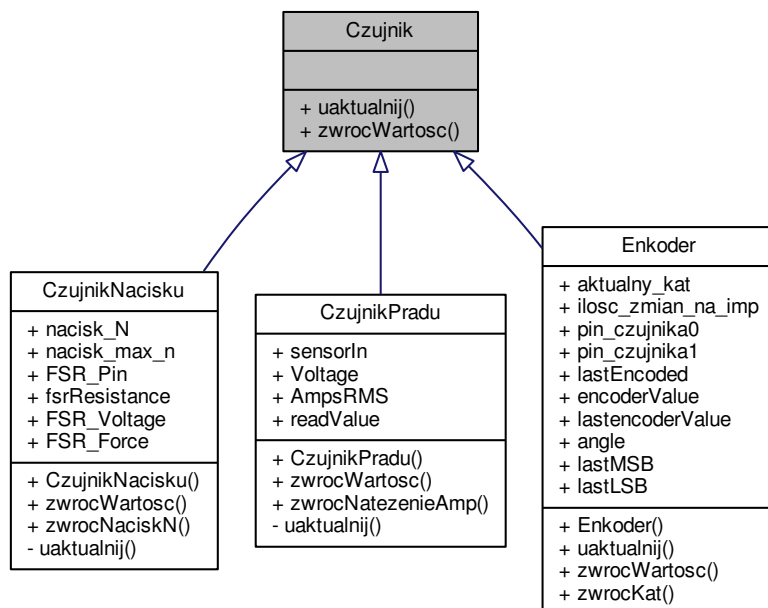 Czujnik
+ uaktualnij()
+ zwrocWartosc()
CzujnikNacisku
+ nacisk_N
+ nacisk_max_n
+ FSR_Pin
+ fsrResistance
+ FSR_Voltage
+ FSR_Force
+ CzujnikNacisku()
+ zwrocWartosc()
+ zwrocNaciskN()
- uaktualnij()
CzujnikPradu
+ sensorIn
+ Voltage
+ AmpsRMS
+ readValue
+ CzujnikPradu()
+ zwrocWartosc()
+ zwrocNatezenieAmp()
- uaktualnij()
Enkoder
+ aktualny_kat
+ ilosc_zmian_na_imp
+ pin_czujnika0
+ pin_czujnika1
+ lastEncoded
+ encoderValue
+ lastencoderValue
+ angle
+ lastMSB
+ lastLSB
+ Enkoder()
+ uaktualnij()
+ zwrocWartosc()
+ zwrocKat()